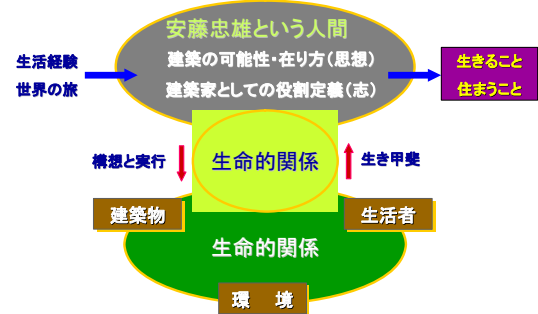 安藤忠雄という人間
生活経験
世界の旅
建築の可能性・在り方（思想）
建築家としての役割定義（志）
生きること
住まうこと
構想と実行
生命的関係
生き甲斐
建築物
生活者
生命的関係
環　境